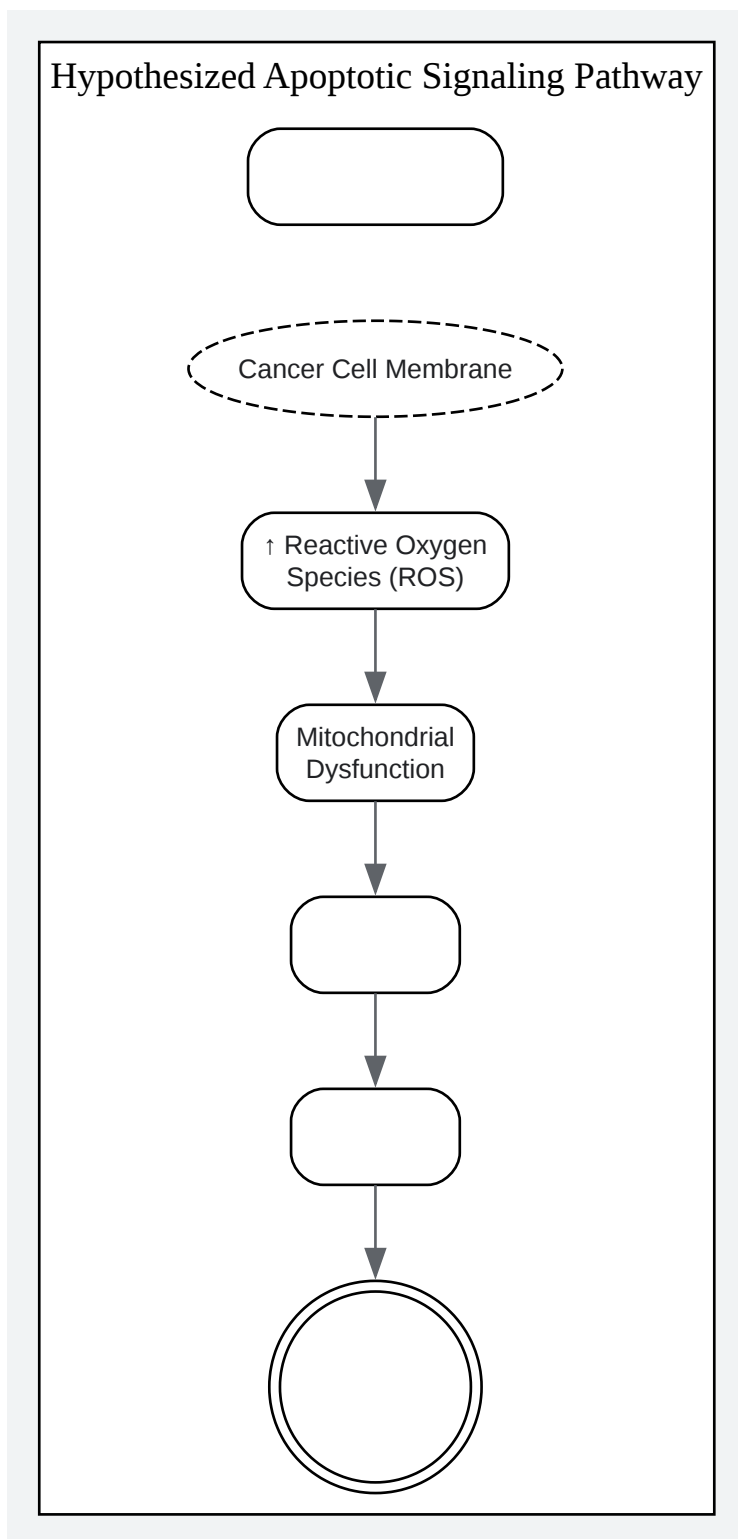 Hypothesized Apoptotic Signaling Pathway
Cancer Cell Membrane
↑ Reactive Oxygen
Species (ROS)
Mitochondrial
Dysfunction